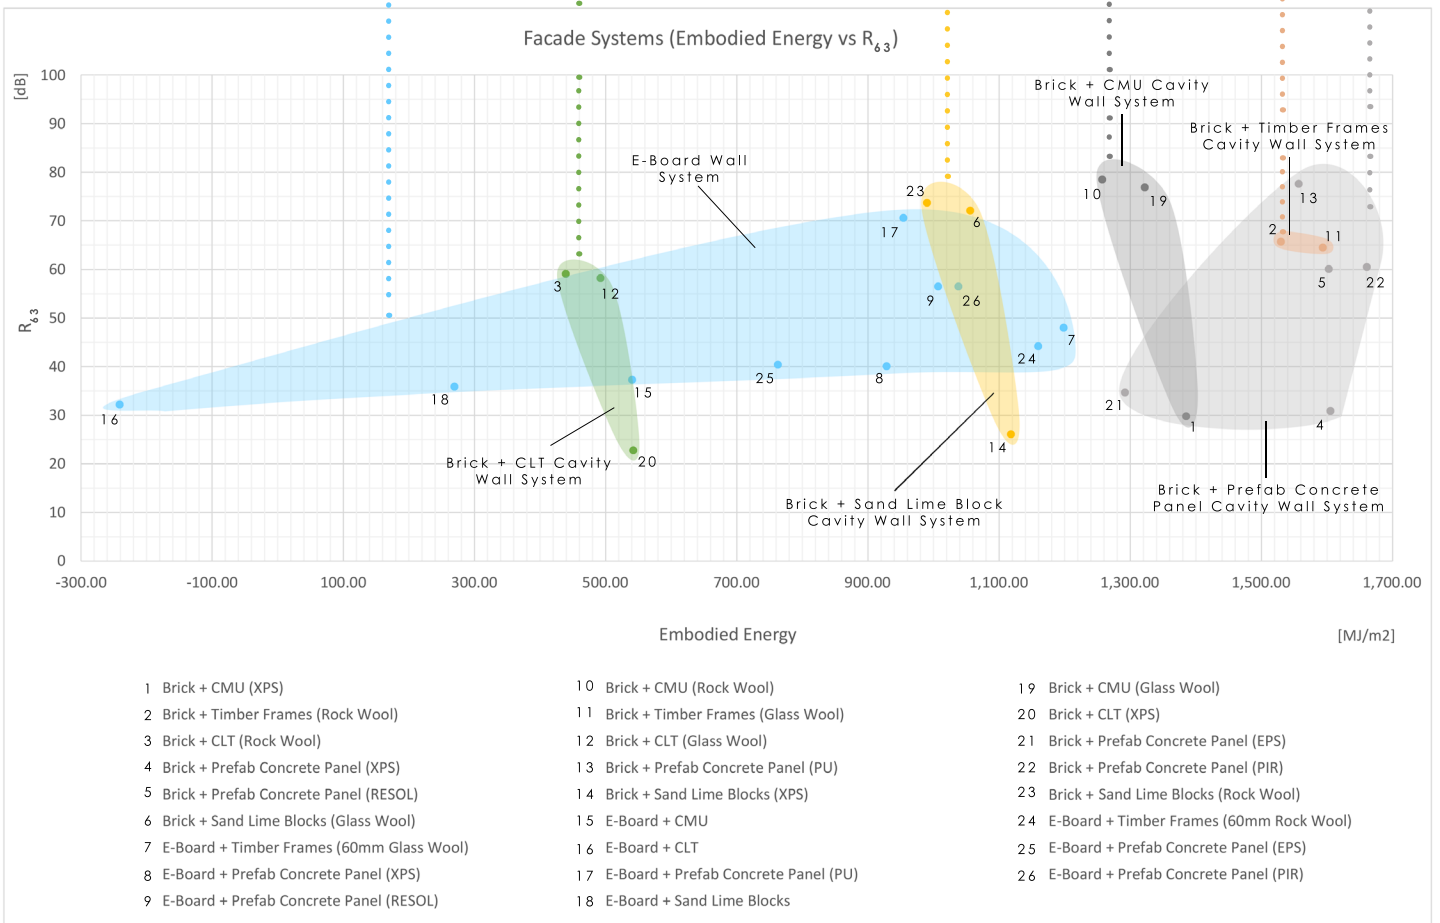 Facade Systems (Embodied Energy vs R63)
[dB]
100
90
80
70
60
50
40
30
20
10
0
R63
Brick + CMU Cavity
Wall System
Brick + Timber Frames
Cavity Wall System
E-Board Wall
System
23
6
17
10
19
13
2
11
5
22
3
12
9
26
7
24
25
8
15
18
16
21
1
4
14
20
Brick + CLT Cavity
Wall System
Brick + Sand Lime Block
Cavity Wall System
Brick + Prefab Concrete
Panel Cavity Wall System
-300.00
-100.00
100.00
300.00
500.00
700.00
900.00
1,100.00
1,300.00
1,500.00
1,700.00
Embodied Energy
[MJ/m2]
1 Brick + CMU (XPS)
2 Brick + Timber Frames (Rock Wool)
3 Brick + CLT (Rock Wool)
4 Brick + Prefab Concrete Panel (XPS)
5 Brick + Prefab Concrete Panel (RESOL)
6 Brick + Sand Lime Blocks (Glass Wool)
7 E-Board + Timber Frames (60mm Glass Wool)
8 E-Board + Prefab Concrete Panel (XPS)
9 E-Board + Prefab Concrete Panel (RESOL)
10 Brick + CMU (Rock Wool)
11 Brick + Timber Frames (Glass Wool)
12 Brick + CLT (Glass Wool)
13 Brick + Prefab Concrete Panel (PU)
14 Brick + Sand Lime Blocks (XPS)
15 E-Board + CMU
16 E-Board + CLT
17 E-Board + Prefab Concrete Panel (PU)
18 E-Board + Sand Lime Blocks
19 Brick + CMU (Glass Wool)
20 Brick + CLT (XPS)
21 Brick + Prefab Concrete Panel (EPS)
22 Brick + Prefab Concrete Panel (PIR)
23 Brick + Sand Lime Blocks (Rock Wool)
24 E-Board + Timber Frames (60mm Rock Wool)
25 E-Board + Prefab Concrete Panel (EPS)
26 E-Board + Prefab Concrete Panel (PIR)